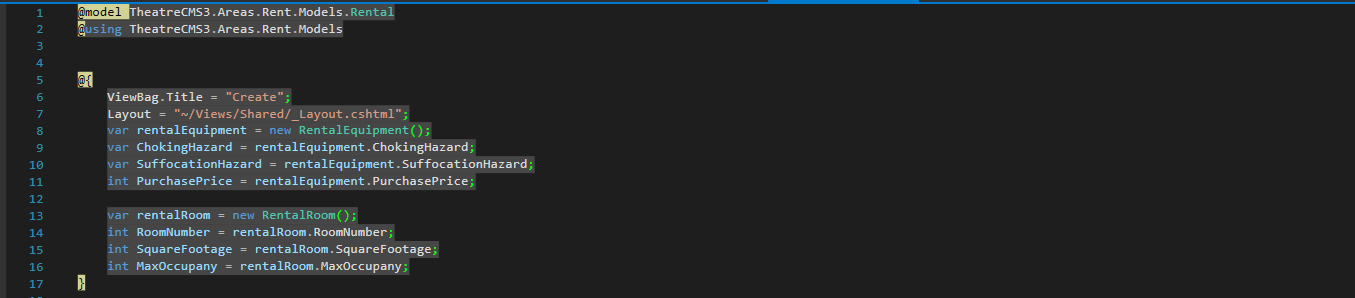 1 @model TheatreCMS3.Areas.Rent.Models.Rental
2 @using TheatreCMS3.Areas.Rent.Models
3
4
5 @{
6 ViewBag.Title = "Create";
7 Layout = "~/Views/Shared/_Layout.cshtml";
8 var rentalEquipment = new RentalEquipment();
9 var ChokingHazard = rentalEquipment.ChokingHazard;
10 var SuffocationHazard = rentalEquipment.SuffocationHazard;
11 int PurchasePrice = rentalEquipment.PurchasePrice;
12
13 var rentalRoom = new RentalRoom();
14 int RoomNumber = rentalRoom.RoomNumber;
15 int SquareFootage = rentalRoom.SquareFootage;
16 int MaxOccupany = rentalRoom.MaxOccupany;
17 }